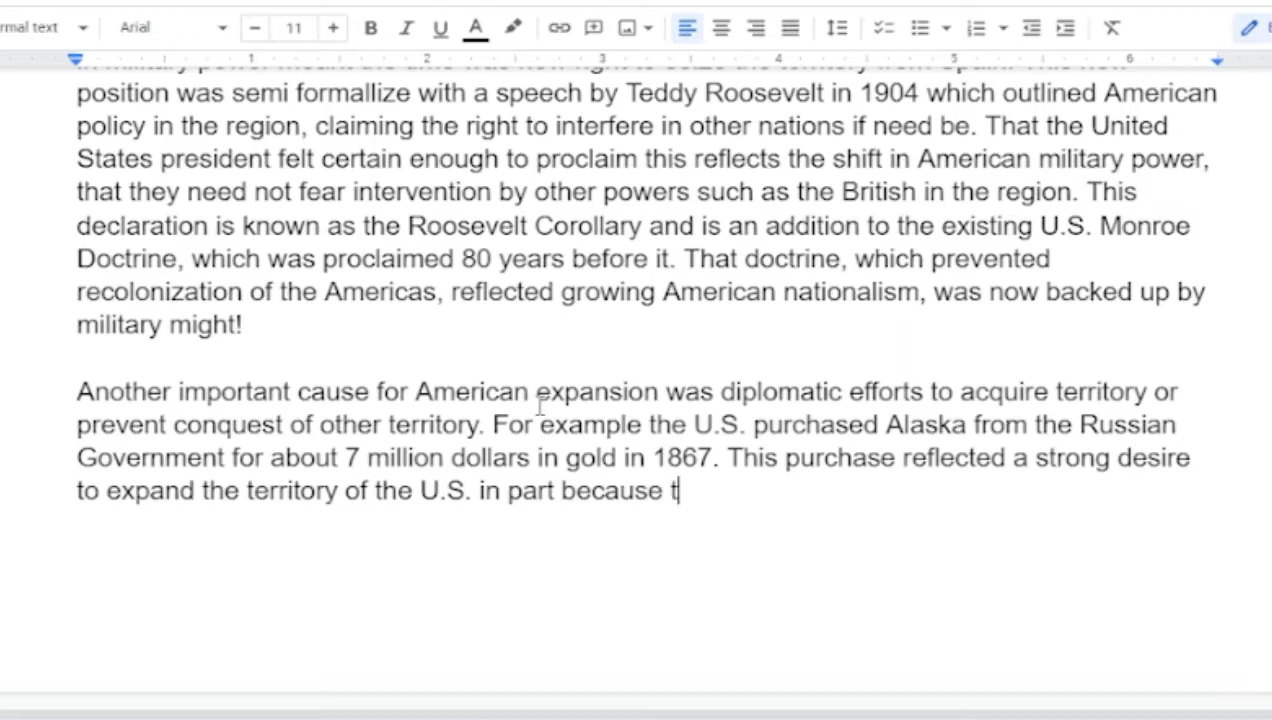 rmal text Arial 11 B I U A
1 2 3 4 5 6
position was semi formallize with a speech by Teddy Roosevelt in 1904 which outlined American
policy in the region, claiming the right to interfere in other nations if need be. That the United
States president felt certain enough to proclaim this reflects the shift in American military power,
that they need not fear intervention by other powers such as the British in the region. This
declaration is known as the Roosevelt Corollary and is an addition to the existing U.S. Monroe
Doctrine, which was proclaimed 80 years before it. That doctrine, which prevented
recolonization of the Americas, reflected growing American nationalism, was now backed up by
military might!
Another important cause for American expansion was diplomatic efforts to acquire territory or
prevent conquest of other territory. For example the U.S. purchased Alaska from the Russian
Government for about 7 million dollars in gold in 1867. This purchase reflected a strong desire
to expand the territory of the U.S. in part because t